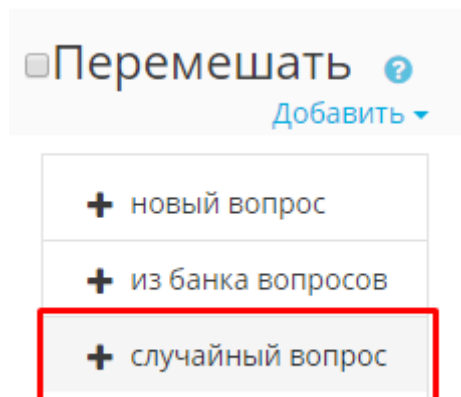 Перемешать ?
Добавить
новый вопрос
из банка вопросов
случайный вопрос